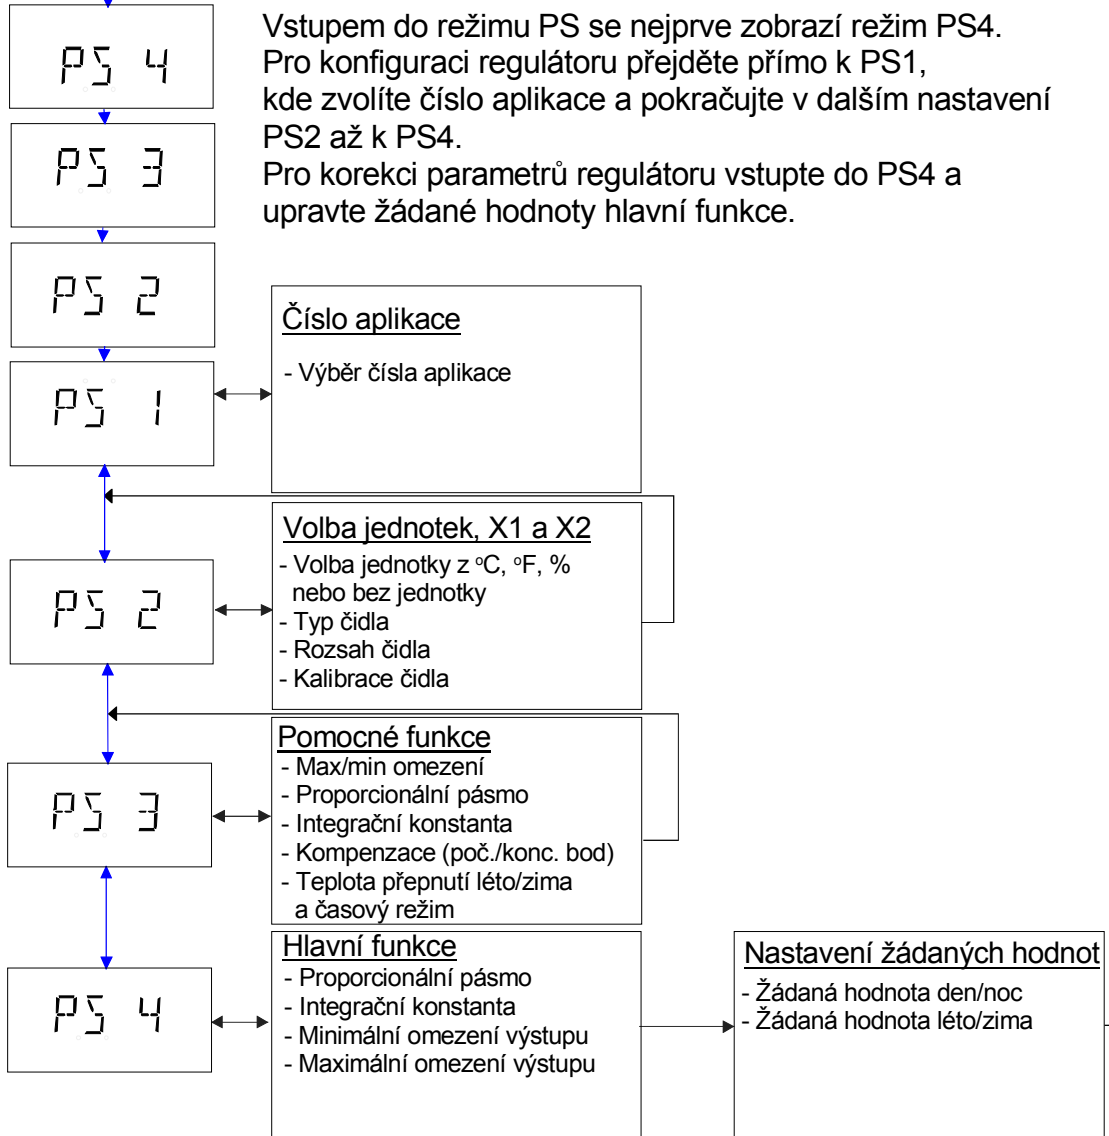 PS 4
Vstupem do režimu PS se nejprve zobrazí režim PS4.
Pro konfiguraci regulátoru přejděte přímo k PS1,
kde zvolíte číslo aplikace a pokračujte v dalším nastavení
PS2 až k PS4.
Pro korekci parametrů regulátoru vstupte do PS4 a
upravte žádané hodnoty hlavní funkce.
PS 3
PS 2
PS 1
Číslo aplikace
- Výběr čísla aplikace
PS 2
Volba jednotek, X1 a X2
- Volba jednotky z °C, °F, %
nebo bez jednotky
- Typ čidla
- Rozsah čidla
- Kalibrace čidla
PS 3
Pomocné funkce
- Max/min omezení
- Proporcionální pásmo
- Integrační konstanta
- Kompenzace (poč./konc. bod)
- Teplota přepnutí léto/zima
a časový režim
PS 4
Hlavní funkce
- Proporcionální pásmo
- Integrační konstanta
- Minimální omezení výstupu
- Maximální omezení výstupu
Nastavení žádaných hodnot
- Žádaná hodnota den/noc
- Žádaná hodnota léto/zima